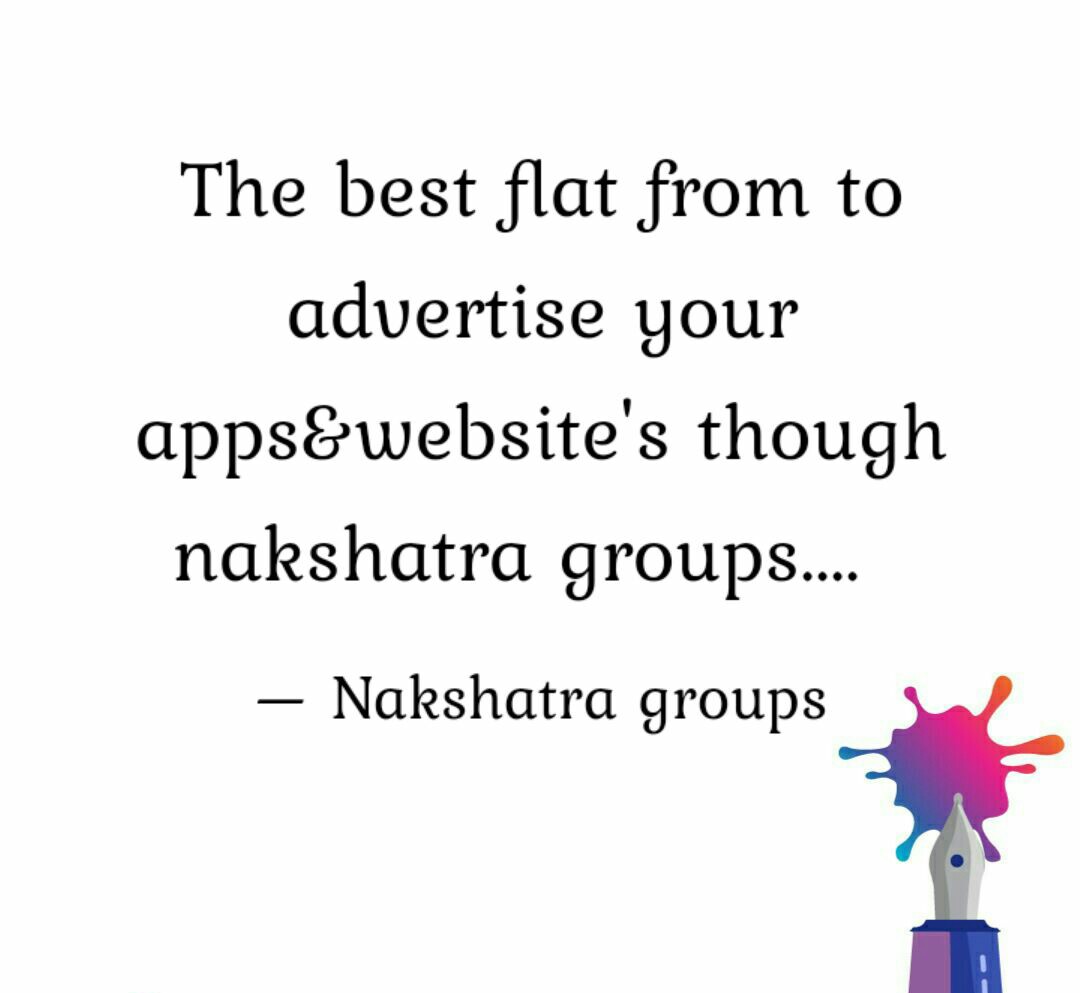 The best flat from to
advertise your
apps&website's though
nakshatra groups....
— Nakshatra groups